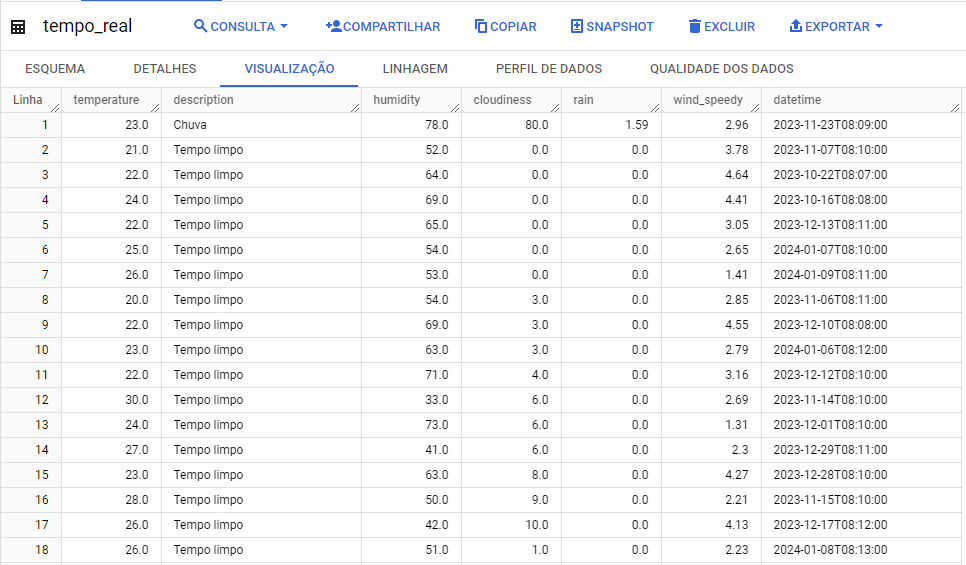 tempo_real CONSULTA COMPARTILHAR COPIAR SNAPSHOT EXCLUIR EXPORTAR
ESQUEMA DETALHES VISUALIZAÇÃO LINHAGEM PERFIL DE DADOS QUALIDADE DOS DADOS
Linha temperature description humidity cloudiness rain wind_speedy datetime
1 23.0 Chuva 78.0 80.0 1.59 2.96 2023-11-23T08:09:00
2 21.0 Tempo limpo 52.0 0.0 0.0 3.78 2023-11-07T08:10:00
3 22.0 Tempo limpo 64.0 0.0 0.0 4.64 2023-10-22T08:07:00
4 24.0 Tempo limpo 69.0 0.0 0.0 4.41 2023-10-16T08:08:00
5 22.0 Tempo limpo 65.0 0.0 0.0 3.05 2023-12-13T08:11:00
6 25.0 Tempo limpo 54.0 0.0 0.0 2.65 2024-01-07T08:10:00
7 26.0 Tempo limpo 53.0 0.0 0.0 1.41 2024-01-09T08:11:00
8 20.0 Tempo limpo 54.0 3.0 0.0 2.85 2023-11-06T08:11:00
9 22.0 Tempo limpo 69.0 3.0 0.0 4.55 2023-12-10T08:08:00
10 23.0 Tempo limpo 63.0 3.0 0.0 2.79 2024-01-06T08:12:00
11 22.0 Tempo limpo 71.0 4.0 0.0 3.16 2023-12-12T08:10:00
12 30.0 Tempo limpo 33.0 6.0 0.0 2.69 2023-11-14T08:10:00
13 24.0 Tempo limpo 73.0 6.0 0.0 1.31 2023-12-01T08:10:00
14 27.0 Tempo limpo 41.0 6.0 0.0 2.3 2023-12-29T08:11:00
15 23.0 Tempo limpo 63.0 8.0 0.0 4.27 2023-12-28T08:10:00
16 28.0 Tempo limpo 50.0 9.0 0.0 2.21 2023-11-15T08:10:00
17 26.0 Tempo limpo 42.0 10.0 0.0 4.13 2023-12-17T08:12:00
18 26.0 Tempo limpo 51.0 1.0 0.0 2.23 2024-01-08T08:13:00